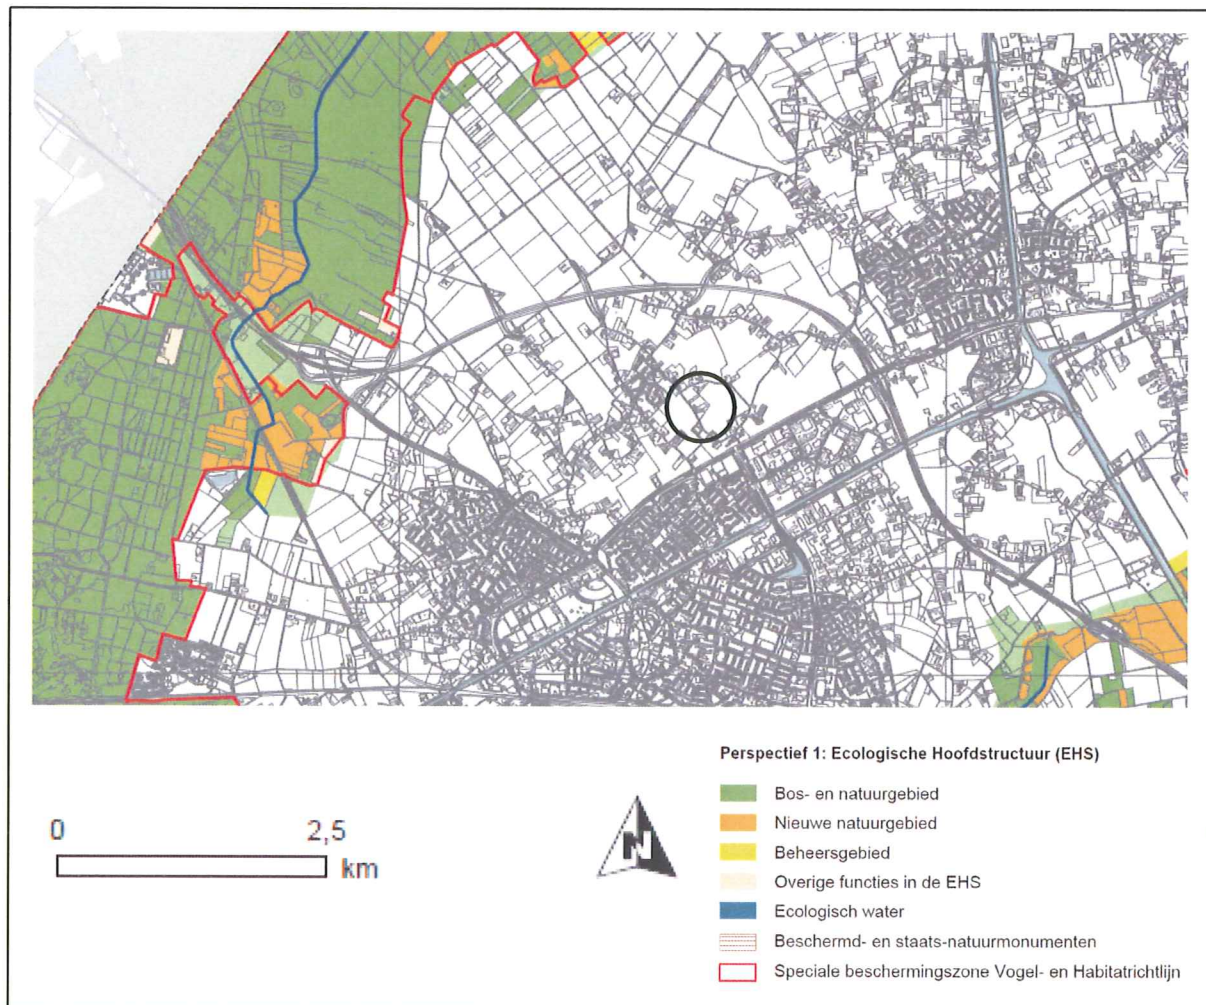 0 2,5
km
N
Perspectief 1: Ecologische Hoofdstructuur (EHS)
Bos- en natuurgebied
Nieuwe natuurgebied
Beheersgebied
Overige functies in de EHS
Ecologisch water
Beschermd- en staats-natuurmonumenten
Speciale beschermingszone Vogel- en Habitatrichtlijn